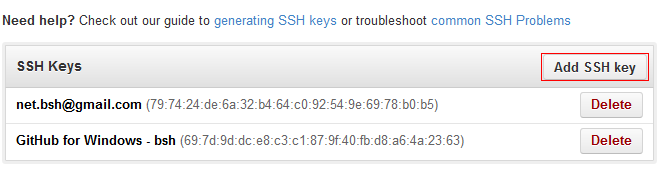 Need help? Check out our guide to generating SSH keys or troubleshoot common SSH Problems
SSH Keys Add SSH key
net.bsh@gmail.com (79:74:24:de:6a:32:b4:64:c0:92:54:9e:69:78:b0:b5) Delete
GitHub for Windows - bsh (69:7d:9d:dc:e8:c3:c1:87:9f:40:fb:d8:a6:4a:23:63) Delete